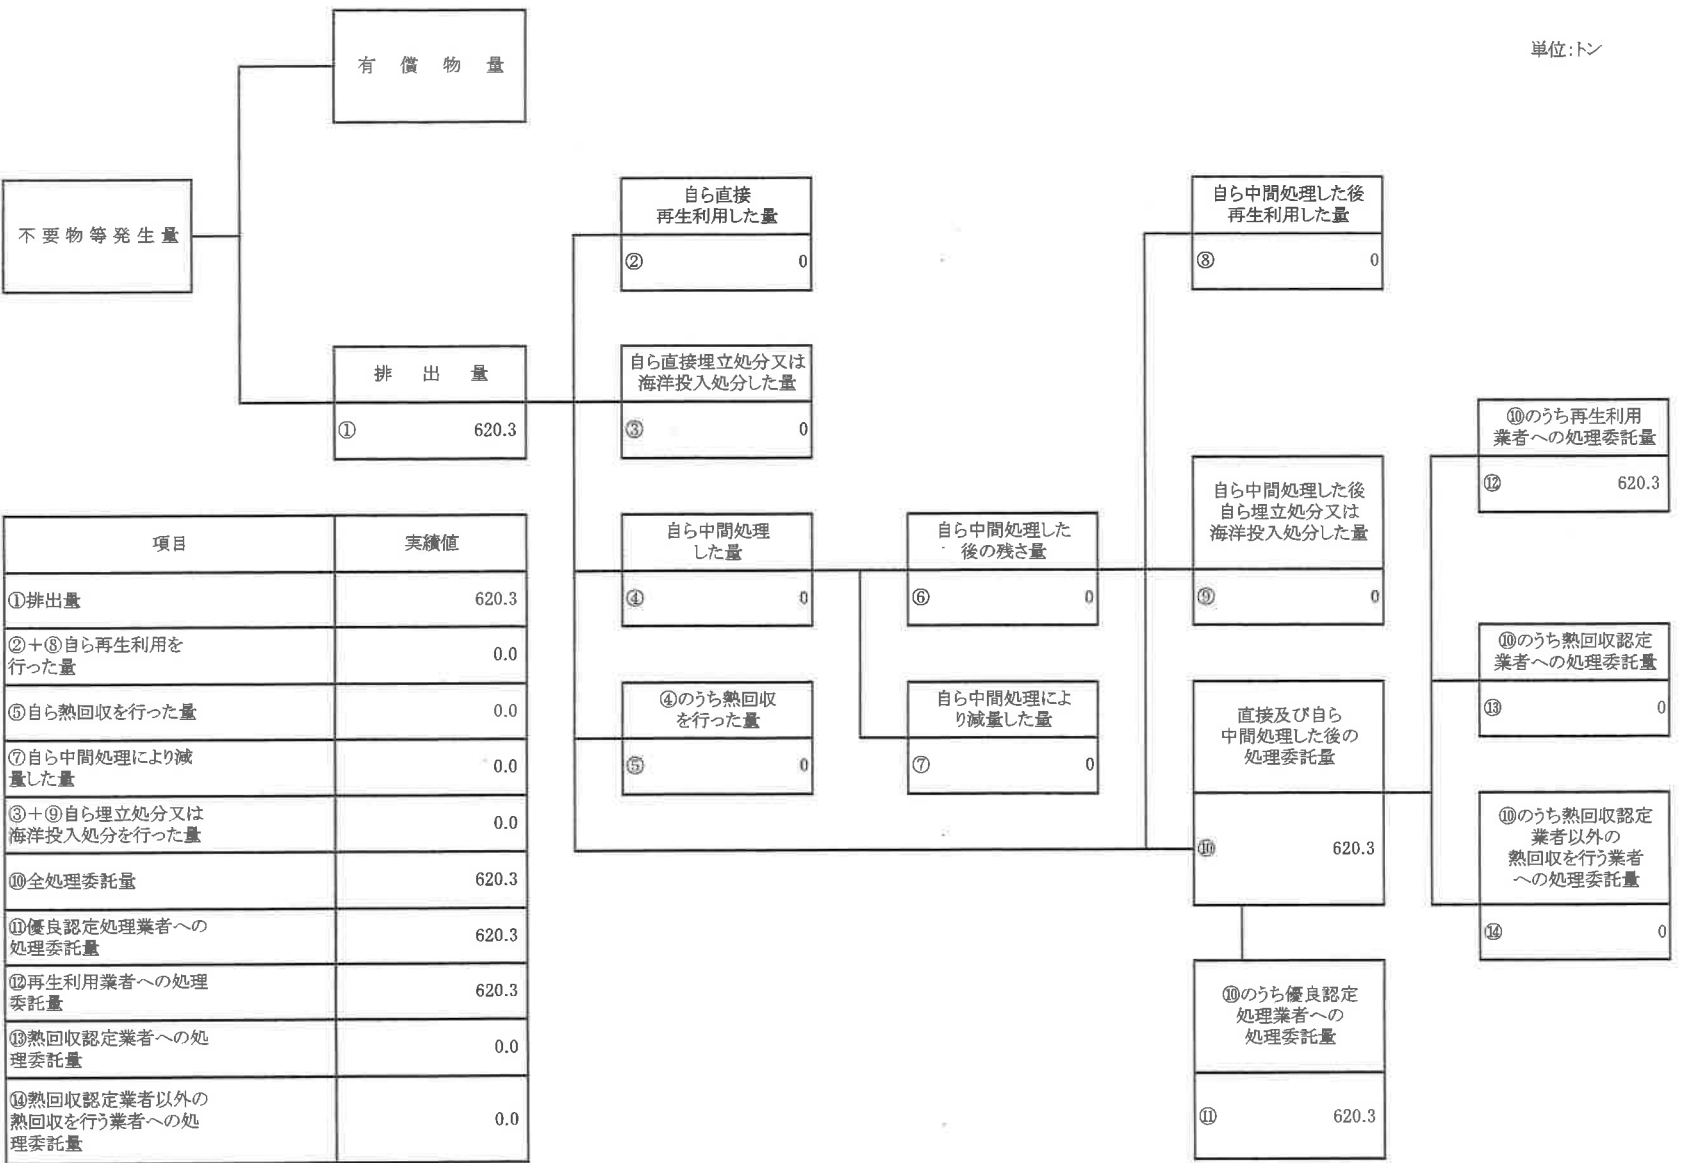 単位:トン
有償物量
不要物等発生量
排出量
① 620.3
自ら直接
再生利用した量
② 0
自ら直接埋立処分又は
海洋投入処分した量
③ 0
自ら中間処理
した量
④ 0
④のうち熱回収
を行った量
⑤ 0
自ら中間処理した
後の残さ量
⑥ 0
自ら中間処理によ
り減量した量
⑦ 0
自ら中間処理した後
再生利用した量
⑧ 0
自ら中間処理した後
自ら埋立処分又は
海洋投入処分した量
⑨ 0
直接及び自ら
中間処理した後の
処理委託量
⑩ 620.3
⑩のうち優良認定
処理業者への
処理委託量
⑪ 620.3
⑩のうち再生利用
業者への処理委託量
⑫ 620.3
⑩のうち熱回収認定
業者への処理委託量
⑬ 0
⑩のうち熱回収認定
業者以外の
熱回収を行う業者
への処理委託量
⑭ 0
項目 実績値
①排出量 620.3
②+⑧自ら再生利用を
行った量 0.0
⑤自ら熱回収を行った量 0.0
⑦自ら中間処理により減
量した量 0.0
③+⑨自ら埋立処分又は
海洋投入処分を行った量 0.0
⑩全処理委託量 620.3
⑪優良認定処理業者への
処理委託量 620.3
⑫再生利用業者への処理
委託量 620.3
⑬熱回収認定業者への処
理委託量 0.0
⑭熱回収認定業者以外の
熱回収を行う業者への処
理委託量 0.0